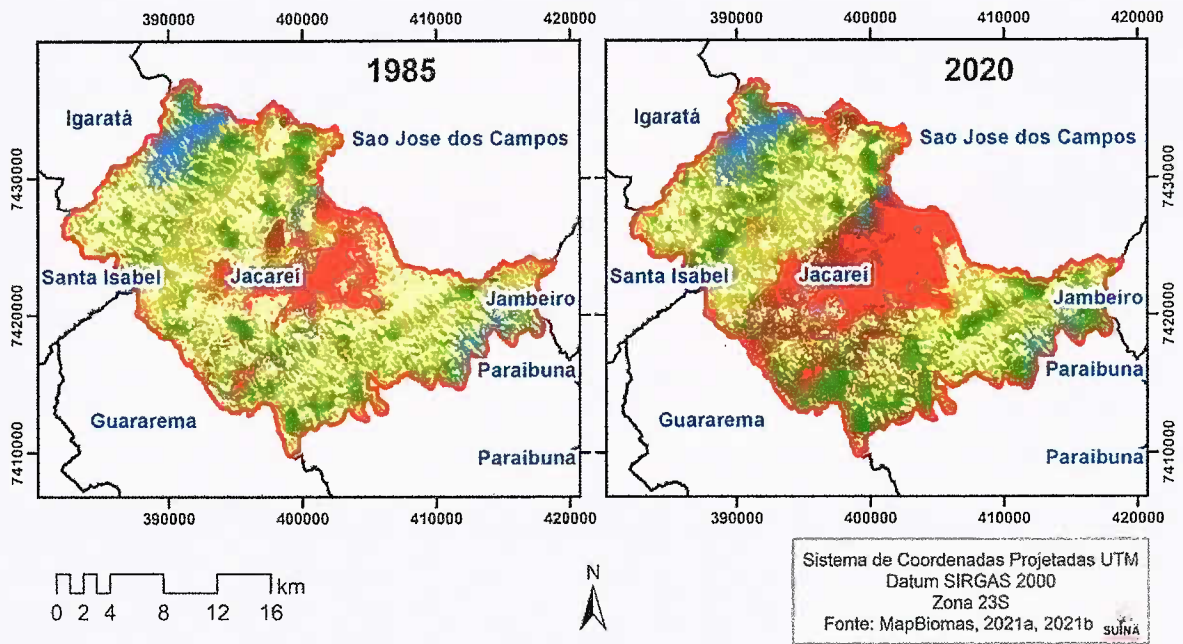 390000 400000 410000 420000
390000 400000 410000 420000
1985
2020
Igaratá
Sao Jose dos Campos
Igaratá
Sao Jose dos Campos
7430000
7430000
Santa Isabel
Jacareí
Jambeiro
Santa Isabel
Jacareí
Jambeiro
7420000
7420000
Paraibuna
Paraibuna
Guararema
Guararema
7410000
Paraibuna
Paraibuna
7410000
390000 400000 410000 420000
390000 400000 410000 420000
km
0 2 4 8 12 16
N
Sistema de Coordenadas Projetadas UTM
Datum SIRGAS 2000
Zona 23S
Fonte: MapBiomas, 2021a, 2021b
SUINÃ